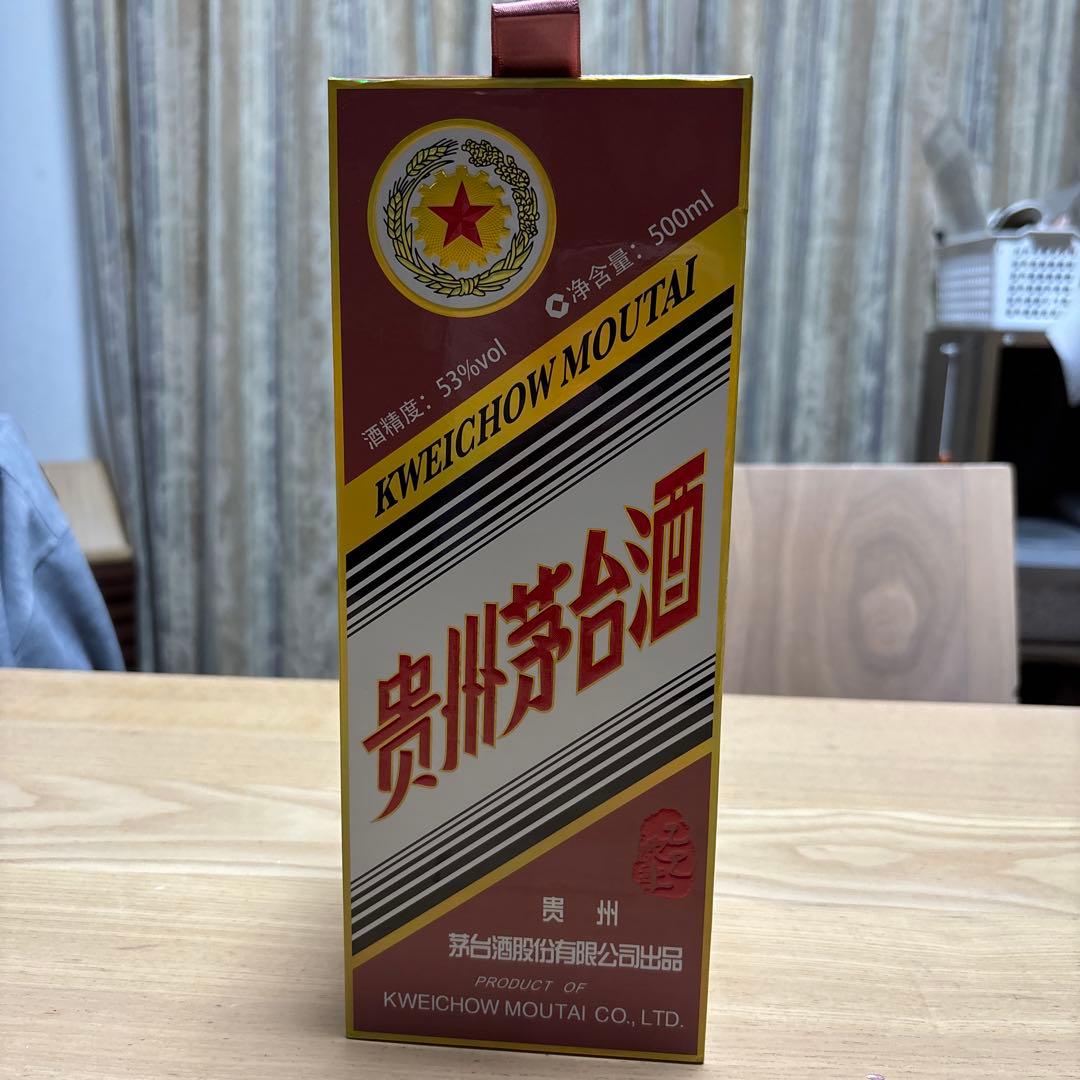 酒精度：53%vol 净含量：500ml
KWEICHOW MOUTAI
贵州茅台酒
贵 州
茅台酒股份有限公司出品
PRODUCT OF
KWEICHOW MOUTAI CO., LTD.